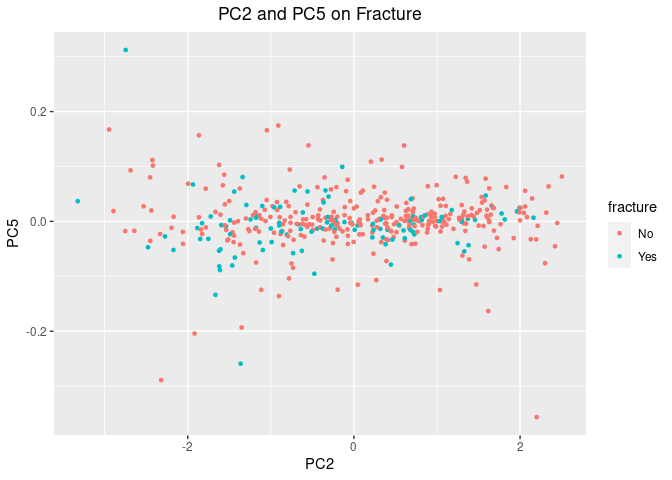 PC2 and PC5 on Fracture
0.2
0.0
-0.2
PC5
-2
0
2
PC2
fracture
No
Yes